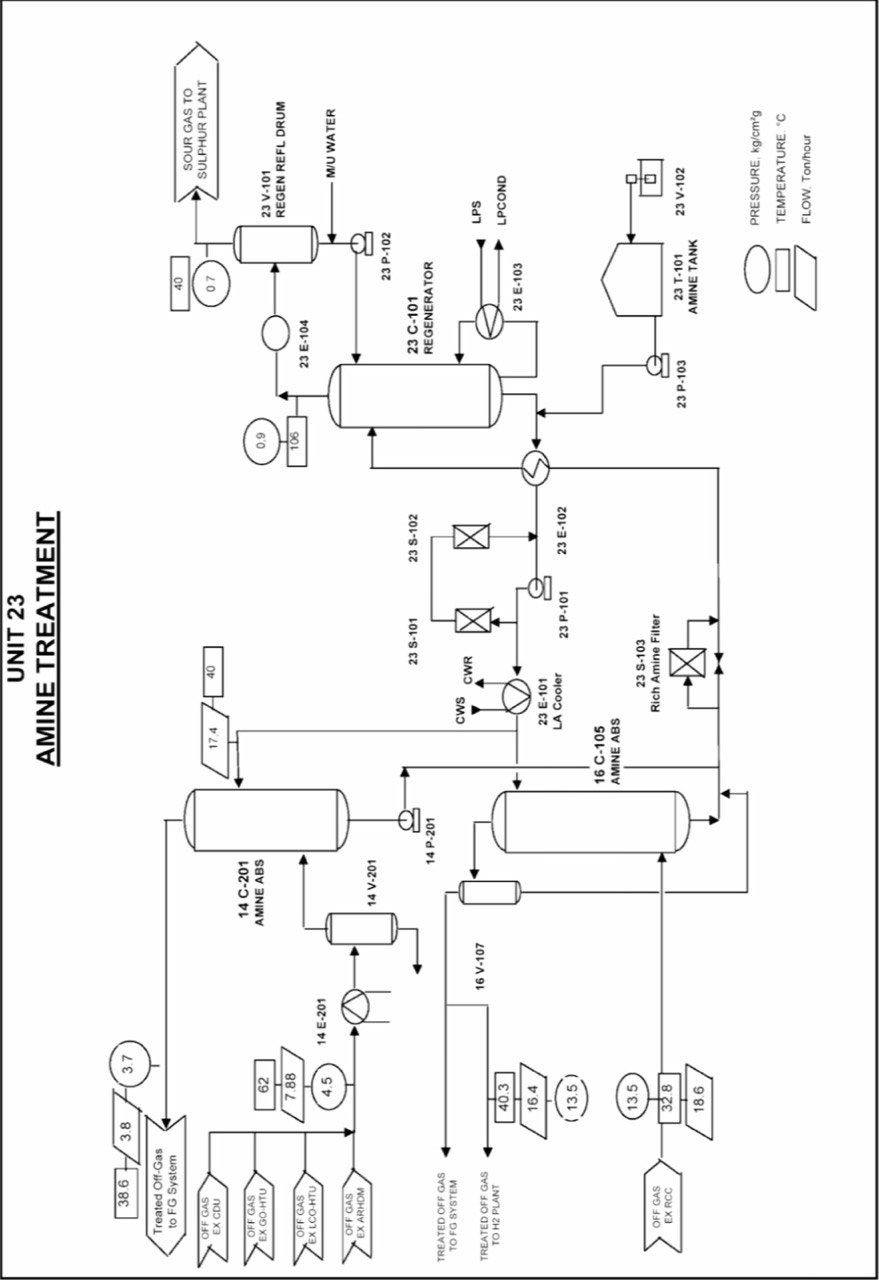 UNIT 23
AMINE TREATMENT
38.6
3.8
3.7
Treated Off-Gas
to FG System
OFF GAS
EX CDU
OFF GAS
EX GO-HTU
OFF GAS
EX LCO-HTU
OFF GAS
EX ARHDM
62
7.88
4.5
14 E-201
14 V-201
14 C-201
AMINE ABS
14 P-201
17.4
40
TREATED OFF GAS
TO FG SYSTEM
TREATED OFF GAS
TO H2 PLANT
40.3
16.4
13.5
16 V-107
OFF GAS
EX RCC
13.5
32.8
18.6
16 C-105
AMINE ABS
CWS
CWR
23 E-101
LA Cooler
23 S-101
23 S-102
23 P-101
23 E-102
23 S-103
Rich Amine Filter
0.9
106
23 E-104
23 C-101
REGENERATOR
40
0.7
SOUR GAS TO
SULPHUR PLANT
23 V-101
REGEN REFL DRUM
M/U WATER
23 P-102
LPS
LPCOND
23 E-103
23 P-103
23 T-101
AMINE TANK
23 V-102
PRESSURE. kg/cm²g
TEMPERATURE. °C
FLOW. Ton/hour